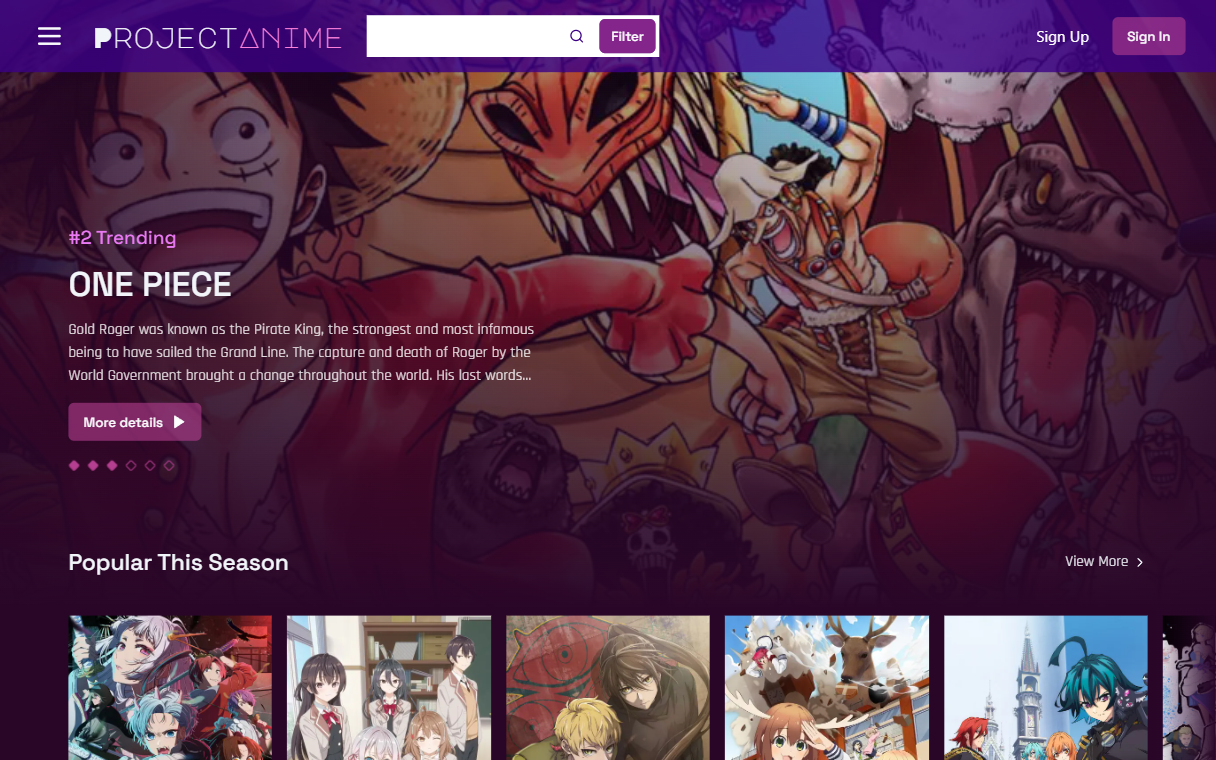 PROJECTANIME
Filter
Sign Up
Sign In
#2 Trending
ONE PIECE
Gold Roger was known as the Pirate King, the strongest and most infamous
being to have sailed the Grand Line. The capture and death of Roger by the
World Government brought a change throughout the world. His last words...
More details
Popular This Season
View More